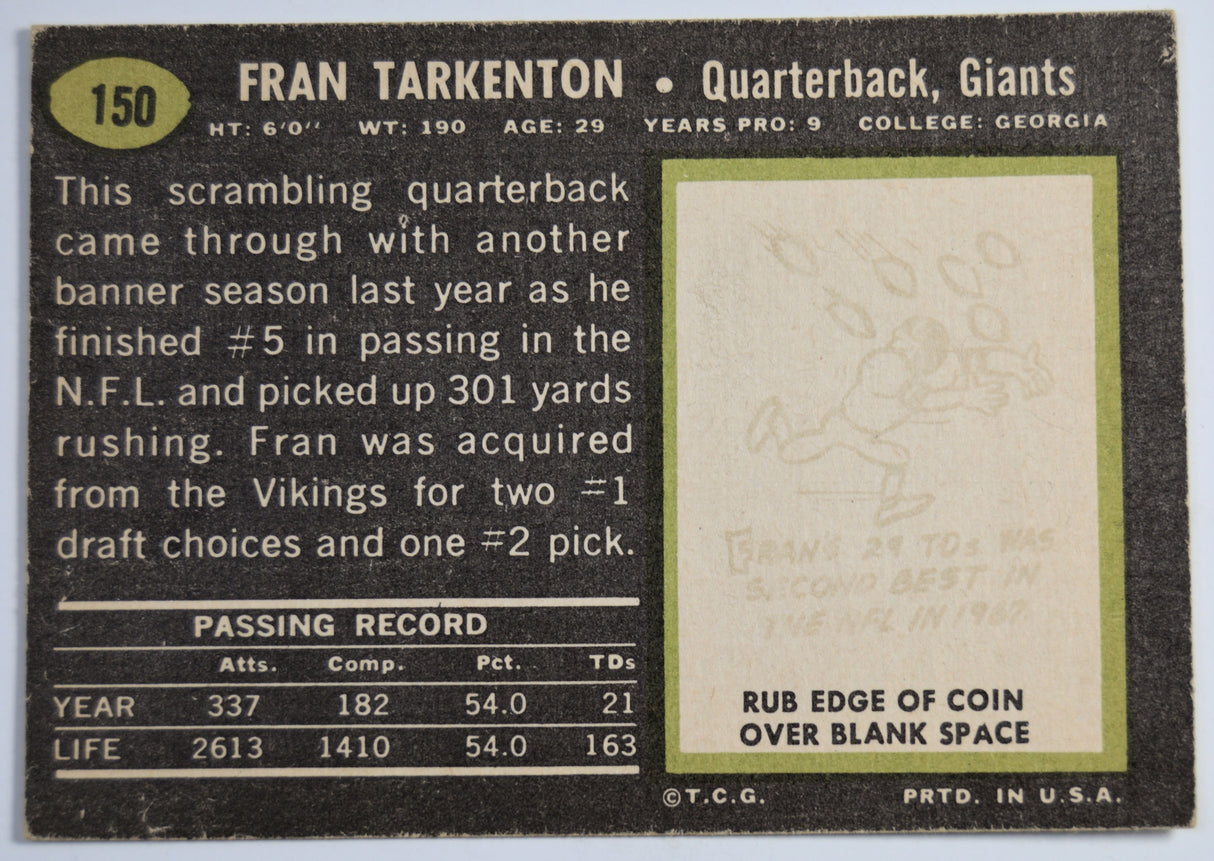 150
FRAN TARKENTON • Quarterback, Giants
HT: 6'0" WT: 190 AGE: 29 YEARS PRO: 9 COLLEGE: GEORGIA
This scrambling quarterback
came through with another
banner season last year as he
finished #5 in passing in the
N.F.L. and picked up 301 yards
rushing. Fran was acquired
from the Vikings for two #1
draft choices and one #2 pick.
PASSING RECORD
Atts. Comp. Pct. TDs
YEAR 337 182 54.0 21
LIFE 2613 1410 54.0 163
FRAN'S 29 TDs WAS
SECOND BEST IN
THE NFL IN 1967
RUB EDGE OF COIN
OVER BLANK SPACE
©T.C.G. PRTD. IN U.S.A.